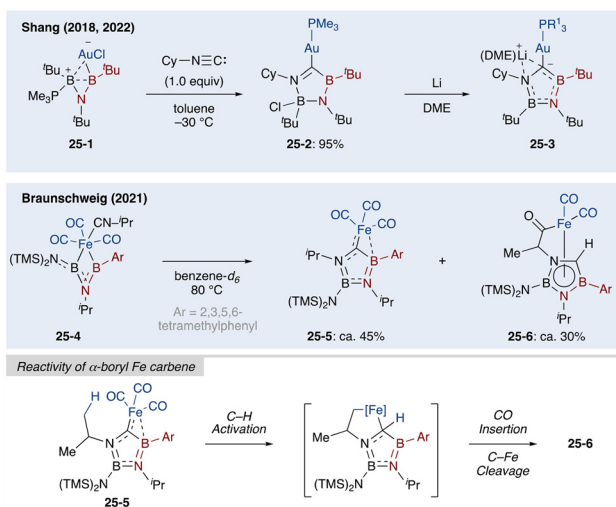 Shang (2018, 2022)
–
AuCl
ᵗBu
+
B
B
ᵗBu
Me₃P
N
ᵗBu
25-1
Cy–N≡C:
(1.0 equiv)
toluene
–30 °C
PMe₃
Au
Cy
N
B
ᵗBu
Cl
B
N
ᵗBu
ᵗBu
25-2: 95%
Li
DME
PR¹₃
Au
(DME)Li
+
–
Cy
N
B
ᵗBu
B
N
ᵗBu
ᵗBu
25-3
Braunschweig (2021)
OC
CN–ⁱPr
OC
Fe
CO
(TMS)₂N
B
B
Ar
N
ⁱPr
25-4
benzene-d₆
80 °C
Ar = 2,3,5,6-
tetramethylphenyl
CO
OC
CO
Fe
ⁱPr
N
B
Ar
B
N
(TMS)₂N
ⁱPr
25-5: ca. 45%
+
CO
O
Fe
CO
Me
H
N
(TMS)₂N
B
B
Ar
N
ⁱPr
25-6: ca. 30%
Reactivity of α-boryl Fe carbene
H
CO
OC
CO
Fe
Me
N
B
Ar
B
N
(TMS)₂N
ⁱPr
25-5
C–H
Activation
[Fe]
H
Me
N
B
Ar
B
N
(TMS)₂N
ⁱPr
CO
Insertion
C–Fe
Cleavage
25-6